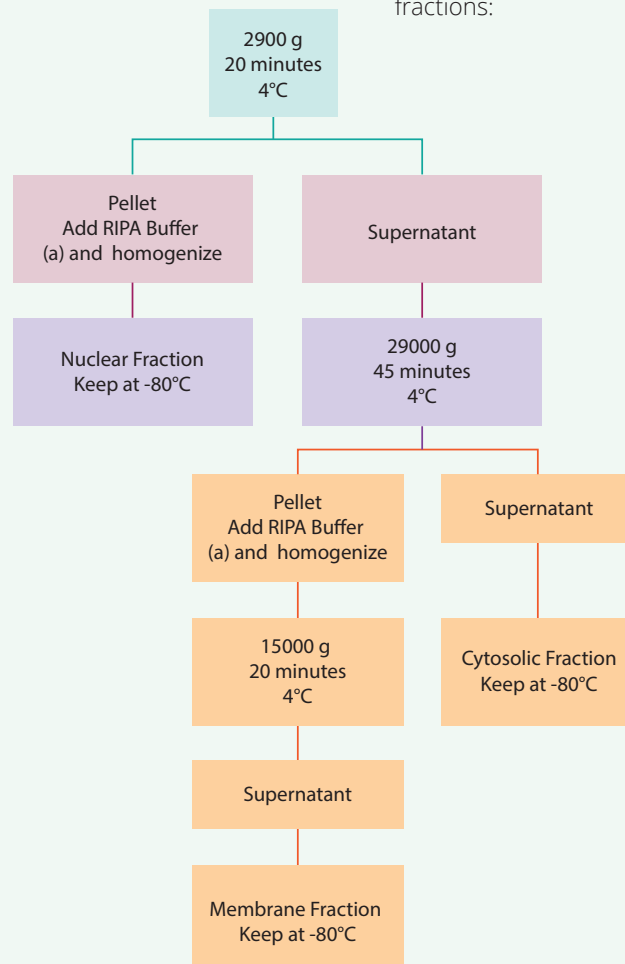 fractions:
2900 g
20 minutes
4°C
Pellet
Add RIPA Buffer
(a) and homogenize
Supernatant
Nuclear Fraction
Keep at -80°C
29000 g
45 minutes
4°C
Pellet
Add RIPA Buffer
(a) and homogenize
Supernatant
15000 g
20 minutes
4°C
Cytosolic Fraction
Keep at -80°C
Supernatant
Membrane Fraction
Keep at -80°C